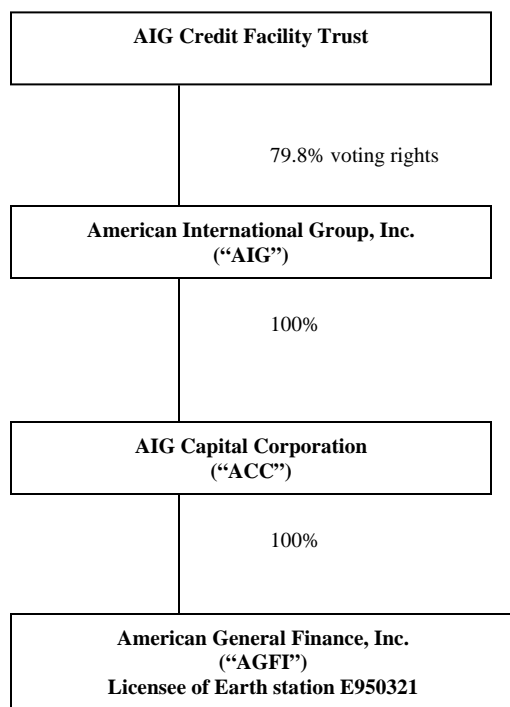 AIG Credit Facility Trust
79.8% voting rights
American International Group, Inc.
(“AIG”)
100%
AIG Capital Corporation
(“ACC”)
100%
American General Finance, Inc.
(“AGFI”)
Licensee of Earth station E950321